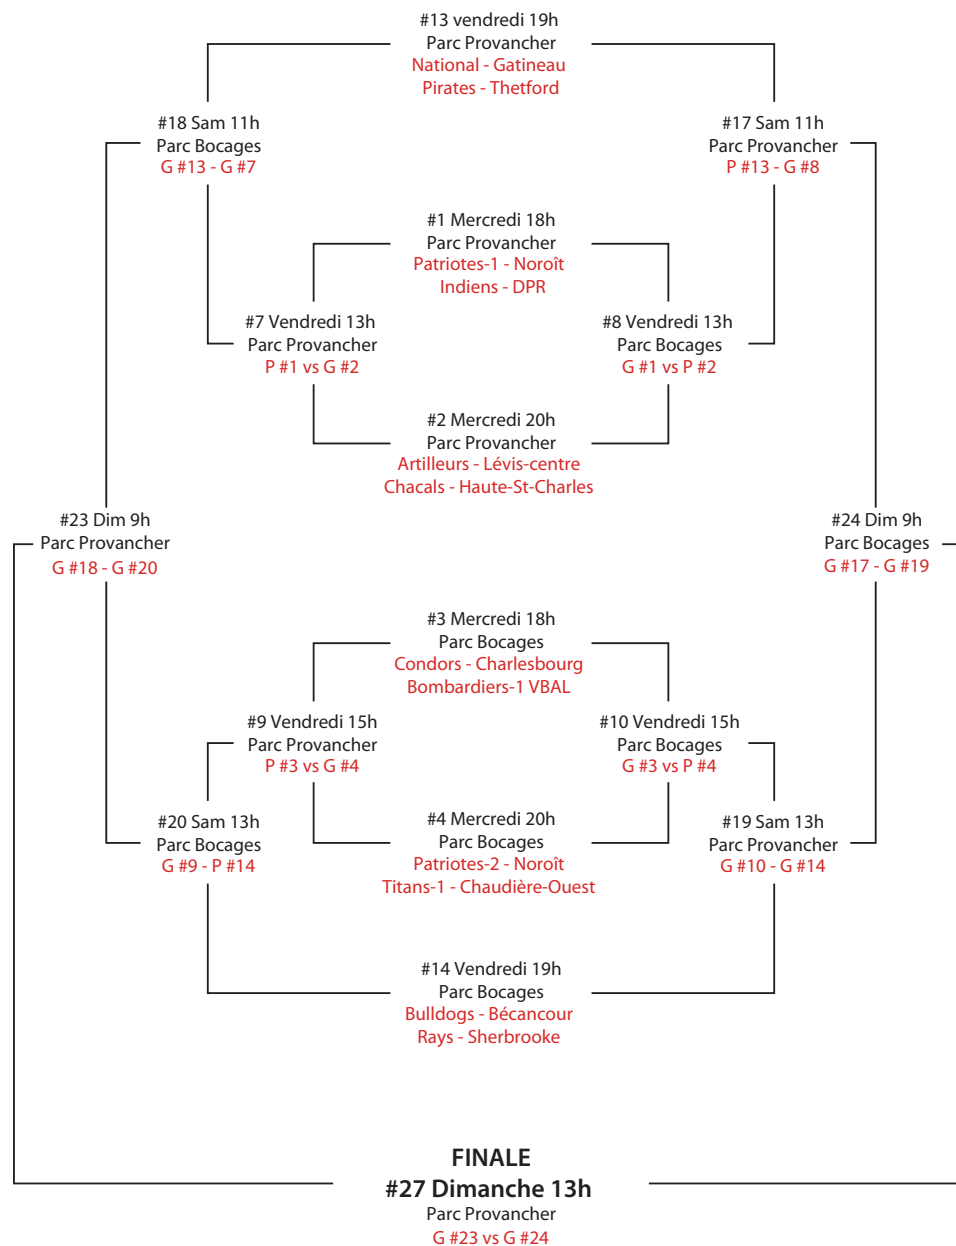 #13 vendredi 19h
Parc Provancher
National - Gatineau
Pirates - Thetford
#18 Sam 11h
Parc Bocages
G #13 - G #7
#17 Sam 11h
Parc Provancher
P #13 - G #8
#1 Mercredi 18h
Parc Provancher
Patriotes-1 - Noroît
Indiens - DPR
#7 Vendredi 13h
Parc Provancher
P #1 vs G #2
#8 Vendredi 13h
Parc Bocages
G #1 vs P #2
#2 Mercredi 20h
Parc Provancher
Artilleurs - Lévis-centre
Chacals - Haute-St-Charles
#23 Dim 9h
Parc Provancher
G #18 - G #20
#24 Dim 9h
Parc Bocages
G #17 - G #19
#3 Mercredi 18h
Parc Bocages
Condors - Charlesbourg
Bombardiers-1 VBAL
#9 Vendredi 15h
Parc Provancher
P #3 vs G #4
#10 Vendredi 15h
Parc Bocages
G #3 vs P #4
#20 Sam 13h
Parc Bocages
G #9 - P #14
#4 Mercredi 20h
Parc Bocages
Patriotes-2 - Noroît
Titans-1 - Chaudière-Ouest
#19 Sam 13h
Parc Provancher
G #10 - G #14
#14 Vendredi 19h
Parc Bocages
Bulldogs - Bécancour
Rays - Sherbrooke
FINALE
#27 Dimanche 13h
Parc Provancher
G #23 vs G #24